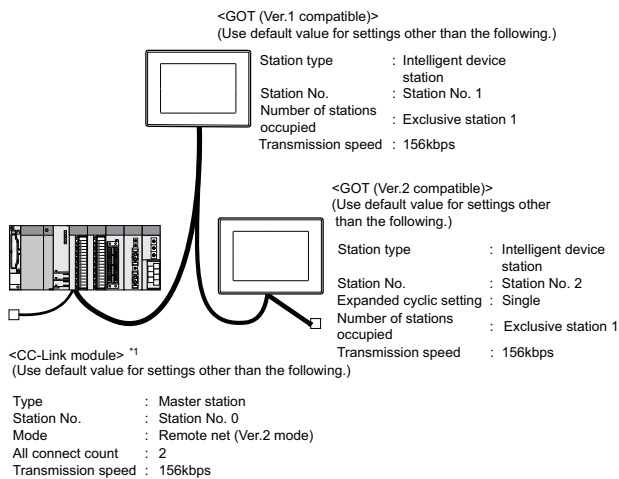 <GOT (Ver.1 compatible)>
(Use default value for settings other than the following.)
Station type : Intelligent device
station
Station No. : Station No. 1
Number of stations
occupied : Exclusive station 1
Transmission speed : 156kbps
<GOT (Ver.2 compatible)>
(Use default value for settings other
than the following.)
Station type : Intelligent device
station
Station No. : Station No. 2
Expanded cyclic setting : Single
Number of stations
occupied : Exclusive station 1
Transmission speed : 156kbps
<CC-Link module> *1
(Use default value for settings other than the following.)
Type : Master station
Station No. : Station No. 0
Mode : Remote net (Ver.2 mode)
All connect count : 2
Transmission speed : 156kbps